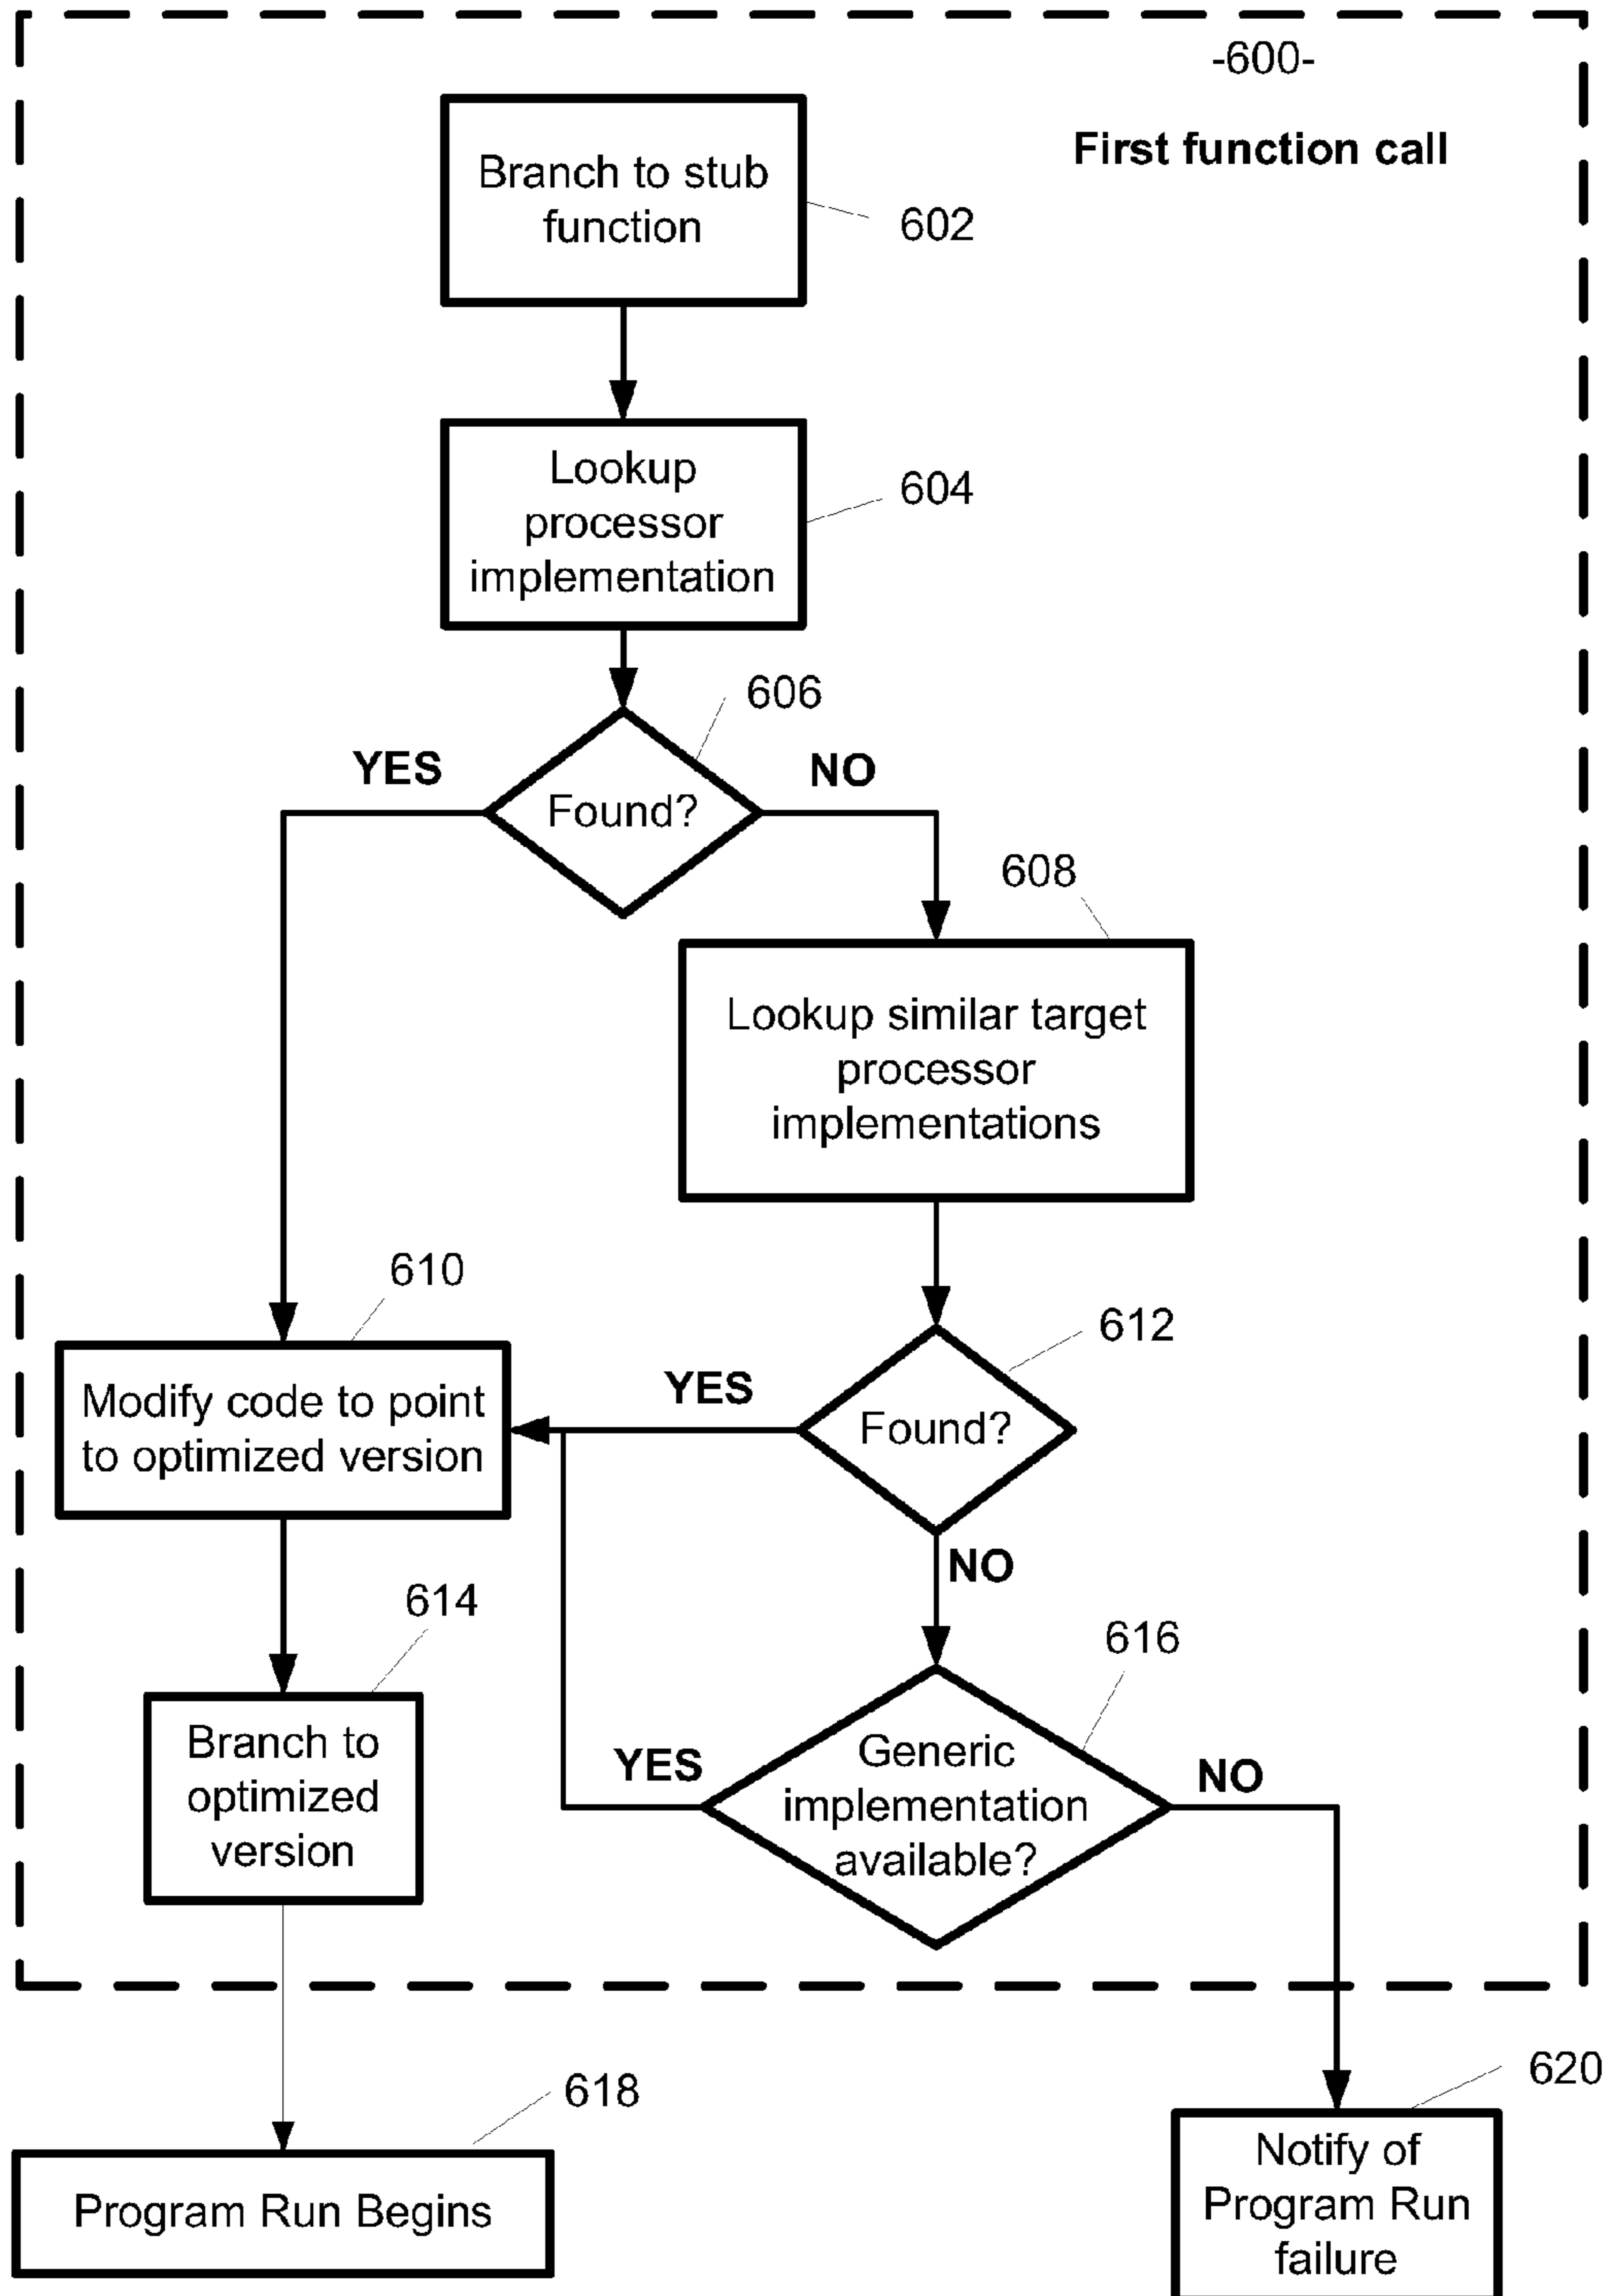 -600-
First function call
Branch to stub
function
602
Lookup
processor
implementation
604
606
YES
NO
Found?
608
Lookup similar target
processor
implementations
610
612
Modify code to point
to optimized version
YES
Found?
NO
614
616
Branch to
optimized
version
YES
Generic
implementation
available?
NO
618
620
Program Run Begins
Notify of
Program Run
failure